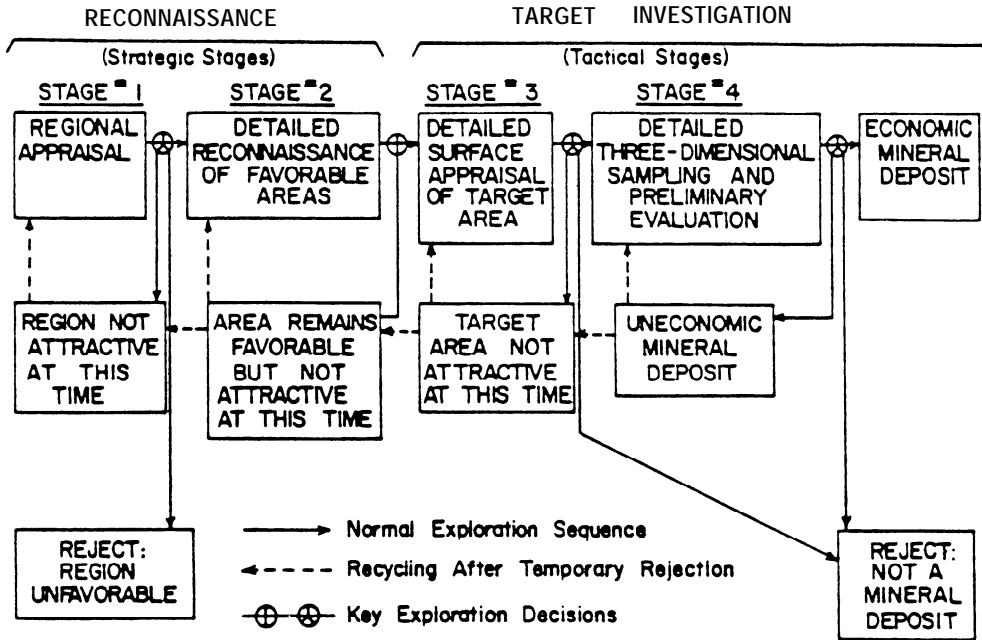 RECONNAISSANCE
TARGET INVESTIGATION
(Strategic Stages)
(Tactical Stages)
STAGE # 1
STAGE # 2
STAGE # 3
STAGE # 4
REGIONAL
APPRAISAL
DETAILED
RECONNAISSANCE
OF FAVORABLE
AREAS
DETAILED
SURFACE
APPRAISAL
OF TARGET
AREA
DETAILED
THREE-DIMENSIONAL
SAMPLING AND
PRELIMINARY
EVALUATION
ECONOMIC
MINERAL
DEPOSIT
REGION NOT
ATTRACTIVE
AT THIS
TIME
AREA REMAINS
FAVORABLE
BUT NOT
ATTRACTIVE
AT THIS TIME
TARGET
AREA NOT
ATTRACTIVE
AT THIS TIME
UNECONOMIC
MINERAL
DEPOSIT
REJECT:
REGION
UNFAVORABLE
Normal Exploration Sequence
Recycling After Temporary Rejection
Key Exploration Decisions
REJECT:
NOT A
MINERAL
DEPOSIT